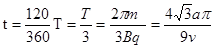 t = 120/360 T = T/3 = 2πm/3Bq = 4√3aπ/9v